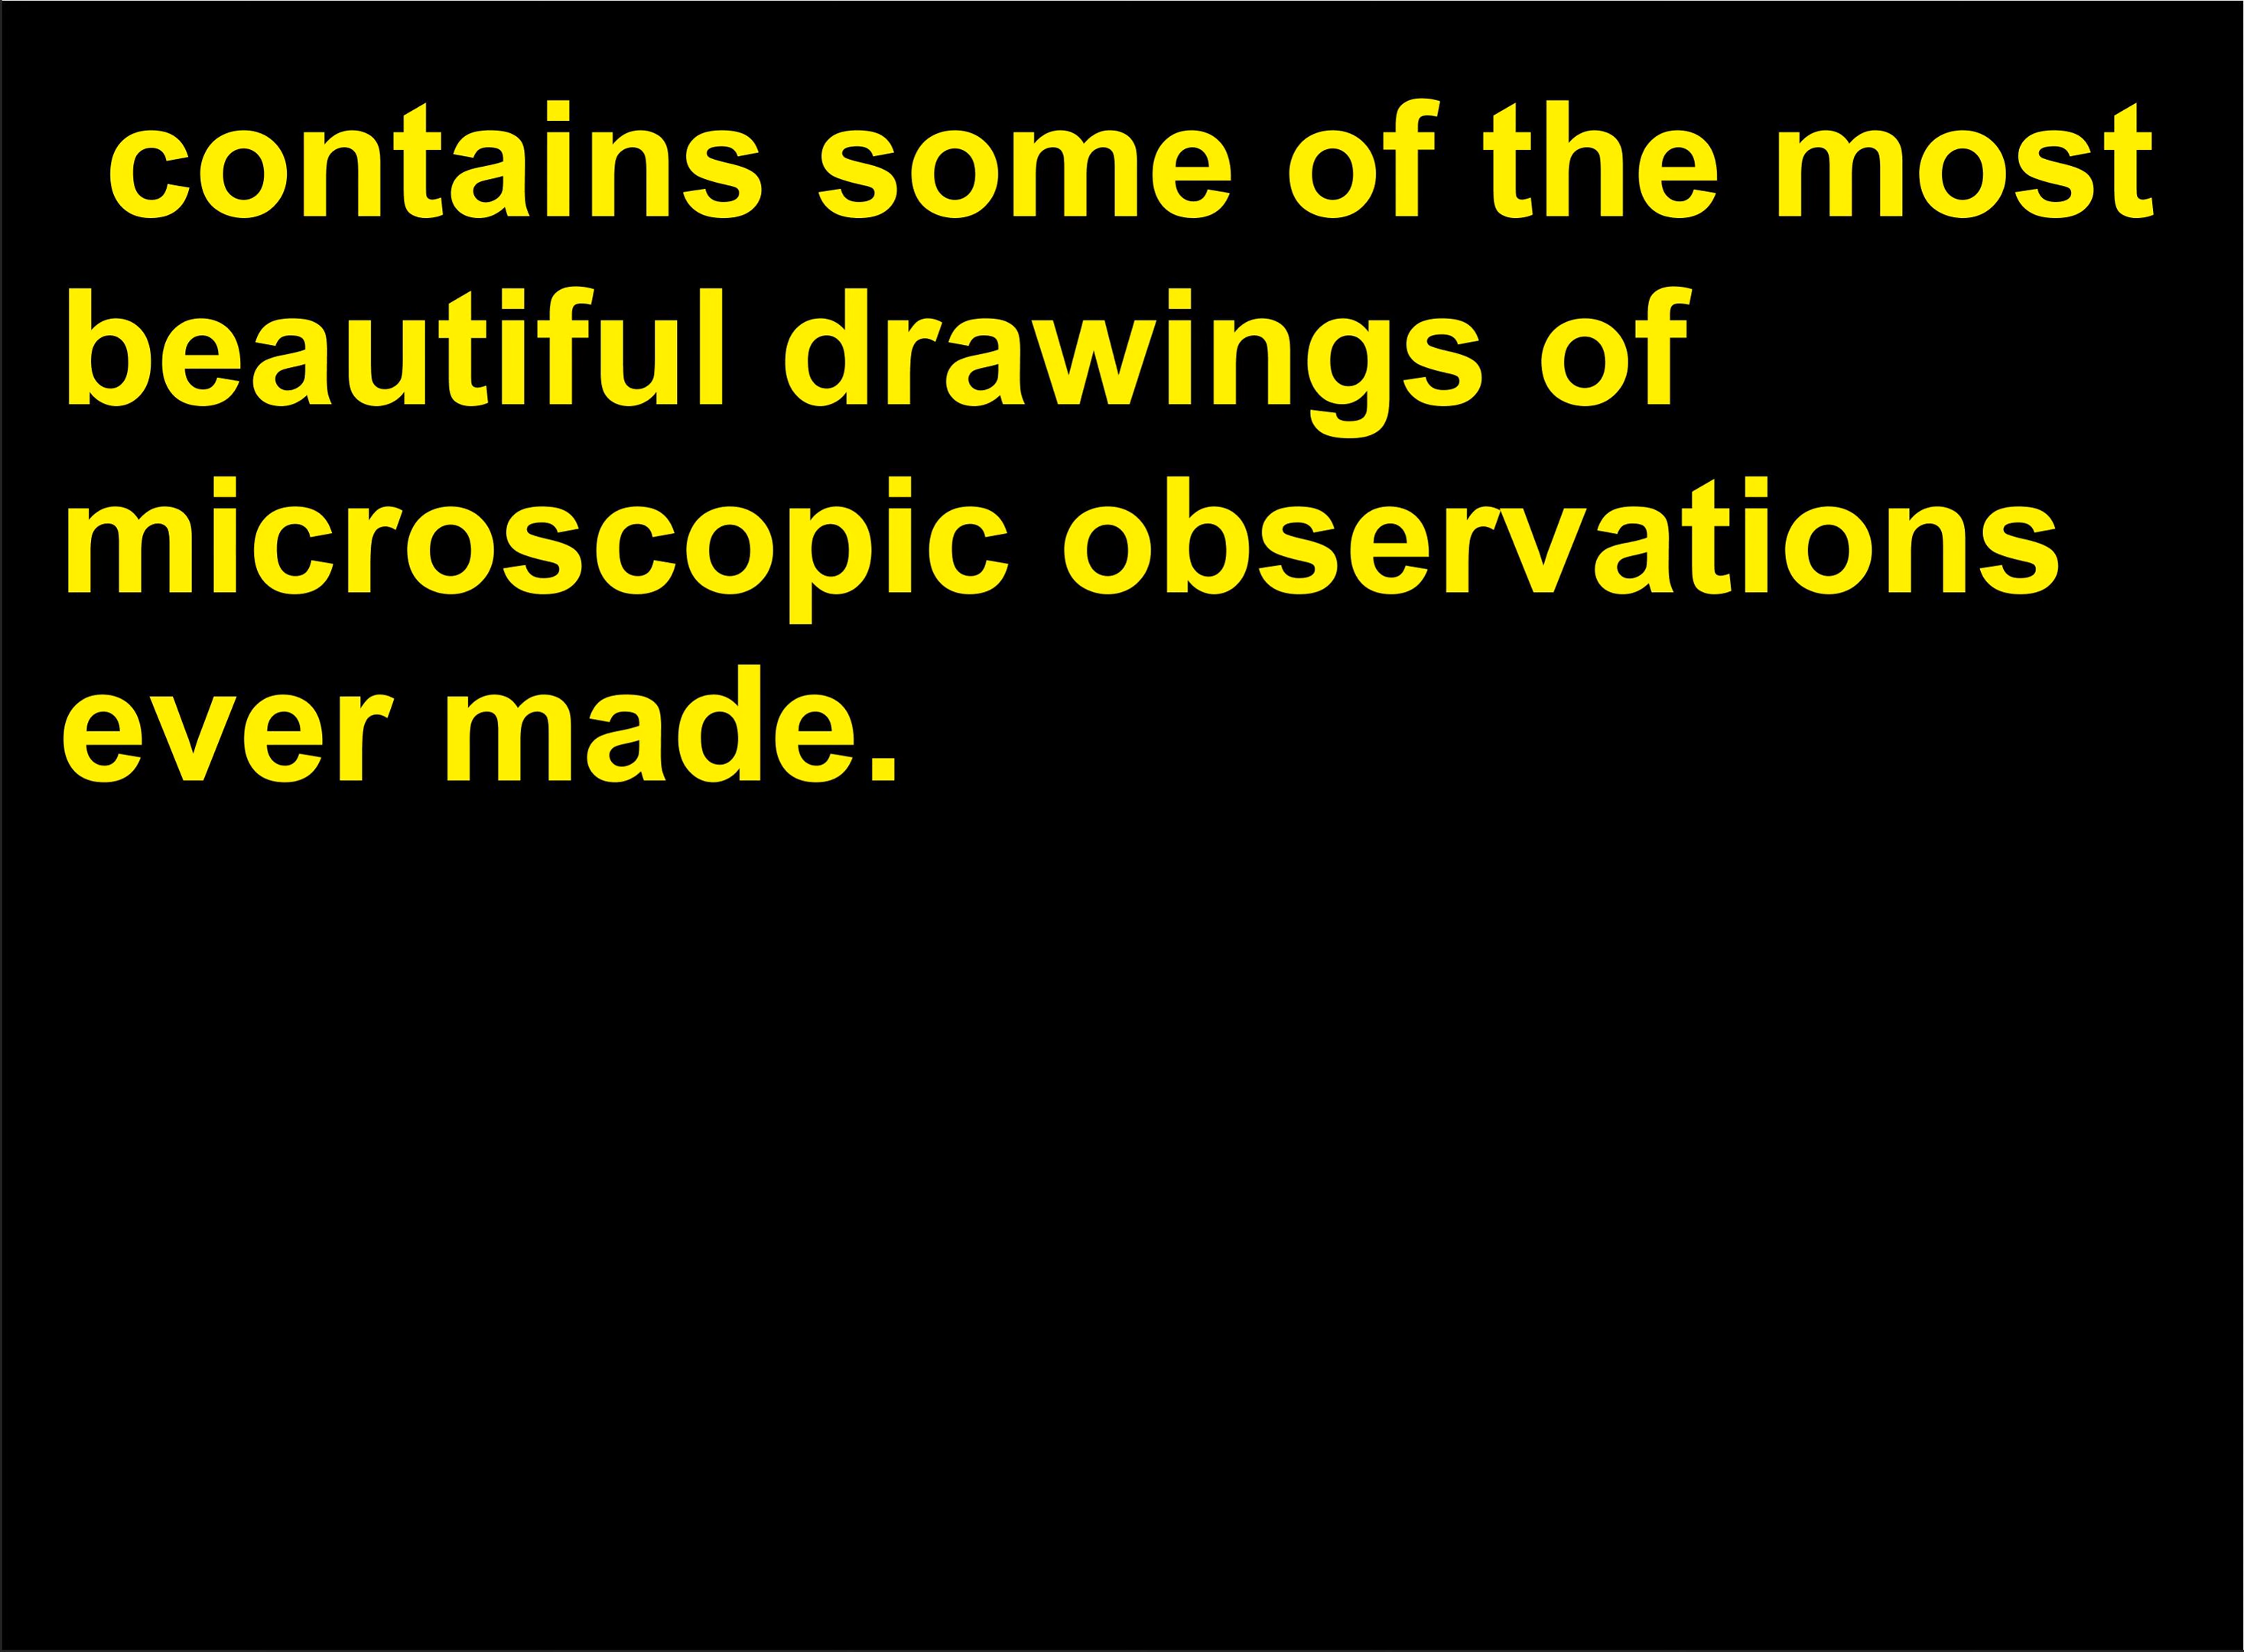 contains some of the most
beautiful drawings of
microscopic observations
ever made.